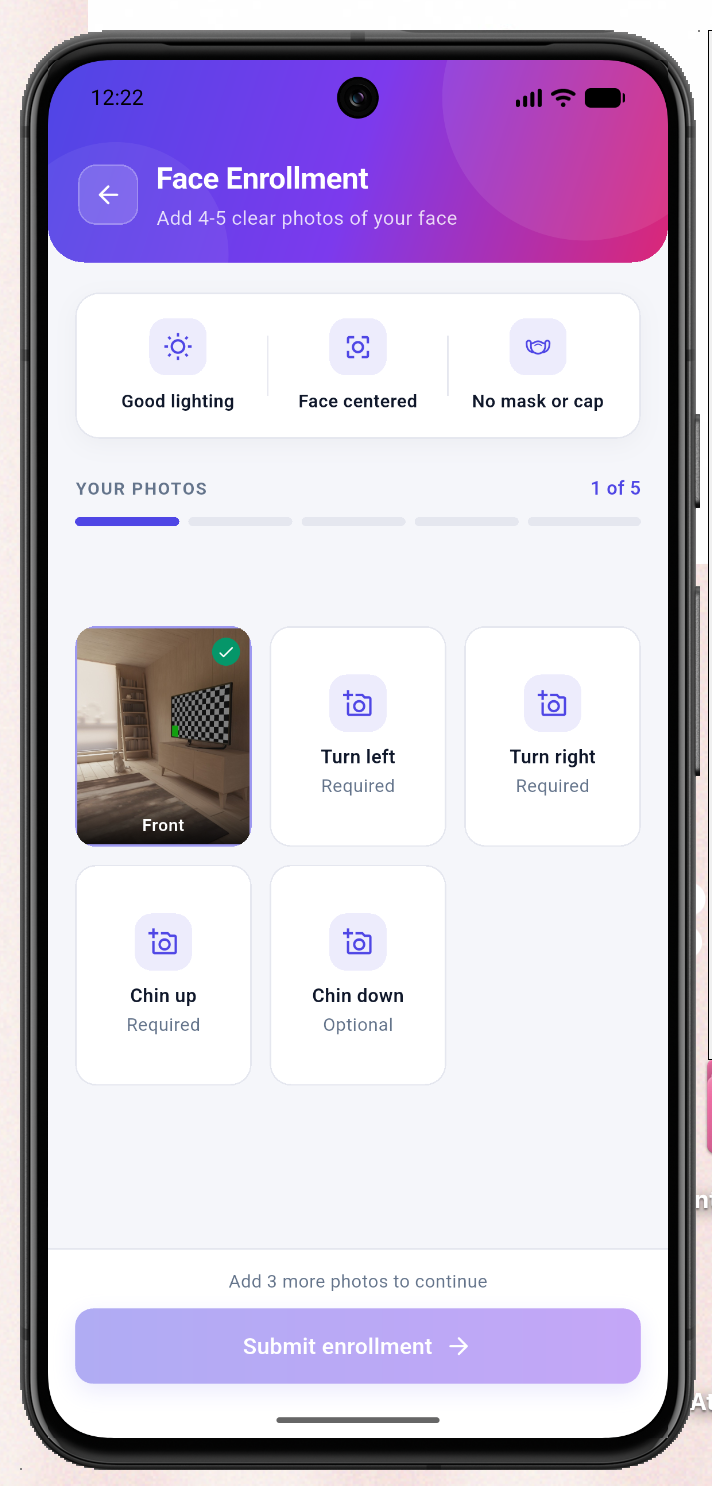 12:22
Face Enrollment
Add 4-5 clear photos of your face
Good lighting
Face centered
No mask or cap
YOUR PHOTOS
1 of 5
Front
Turn left
Required
Turn right
Required
Chin up
Required
Chin down
Optional
Add 3 more photos to continue
Submit enrollment